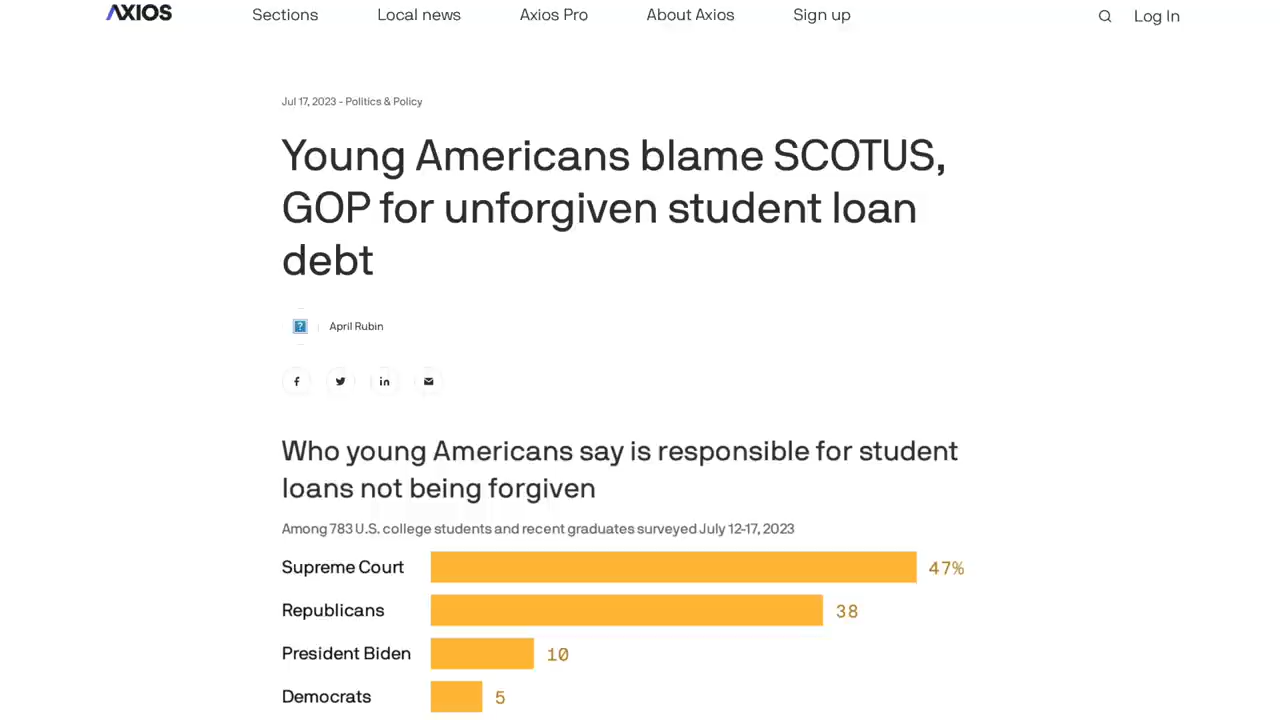 AXIOS
Sections Local news Axios Pro About Axios Sign up Log In
Jul 17, 2023 - Politics & Policy
Young Americans blame SCOTUS,
GOP for unforgiven student loan
debt
April Rubin
Who young Americans say is responsible for student
loans not being forgiven
Among 783 U.S. college students and recent graduates surveyed July 12-17, 2023
Supreme Court 47%
Republicans 38
President Biden 10
Democrats 5